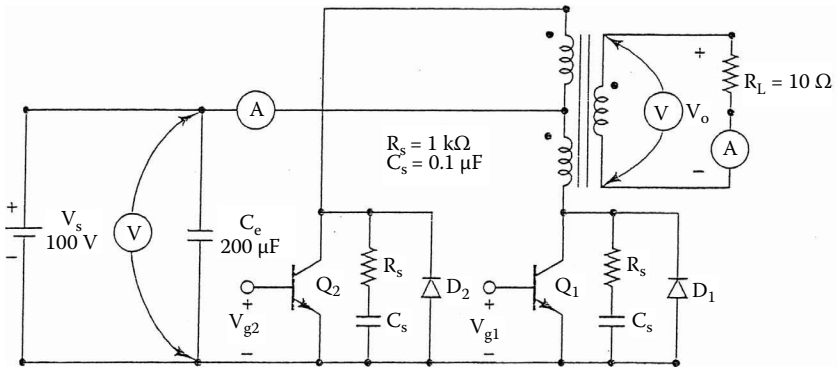 +
V_s
100 V
−
V
C_e
200 μF
A
R_s = 1 kΩ
C_s = 0.1 μF
+
V
V_o
−
R_L = 10 Ω
A
Q_2
+
V_g2
−
R_s
C_s
D_2
Q_1
+
V_g1
−
R_s
C_s
D_1